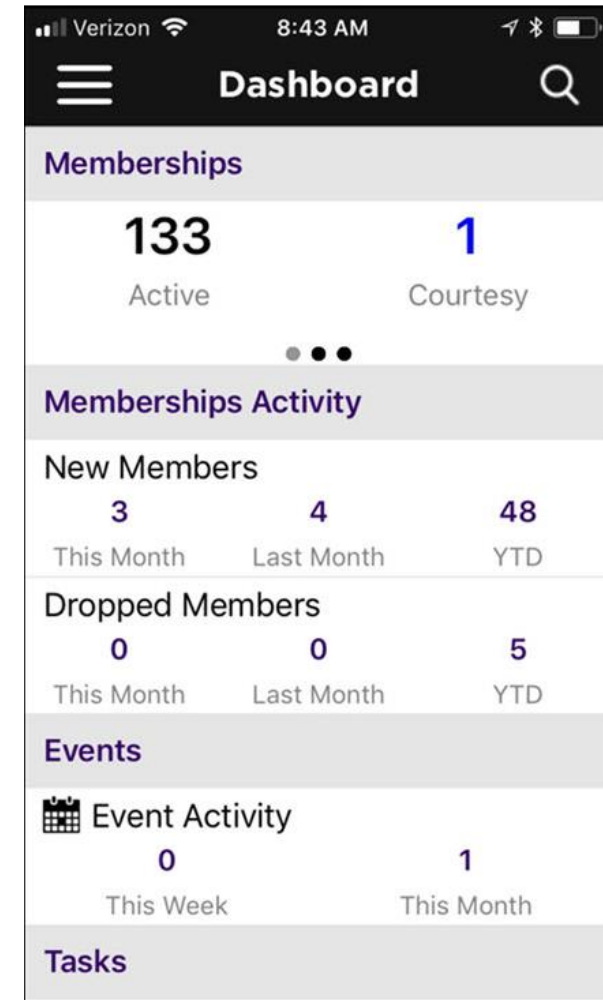 Verizon 8:43 AM
Dashboard
Memberships
133 1
Active Courtesy
Memberships Activity
New Members
3 4 48
This Month Last Month YTD
Dropped Members
0 0 5
This Month Last Month YTD
Events
Event Activity
0 1
This Week This Month
Tasks